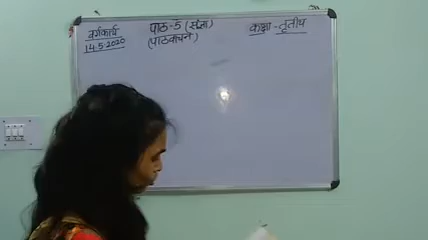 वर्गकार्य
14.5-2020
पाठ-5 (संज्ञा)
(पाठवाचन)
कक्षा - तृतीय